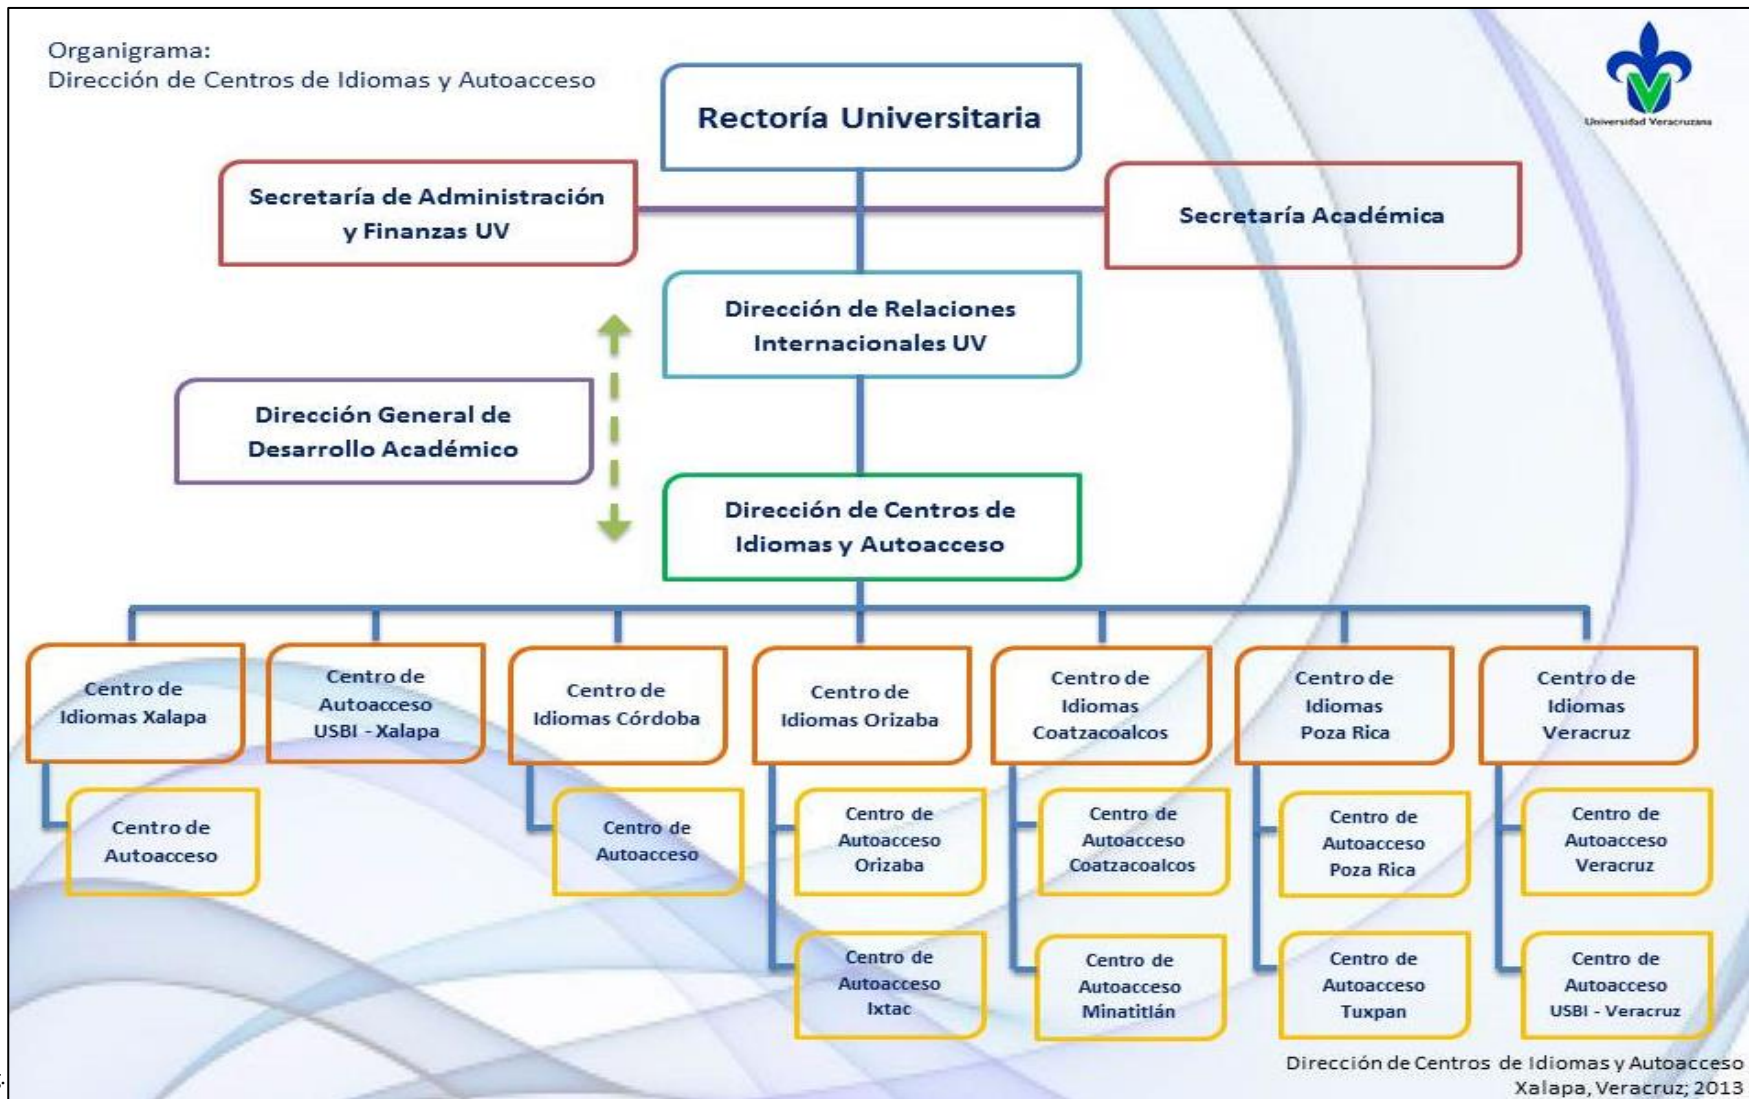 Organigrama:
Dirección de Centros de Idiomas y Autoacceso
Universidad Veracruzana
Rectoría Universitaria
Secretaría de Administración
y Finanzas UV
Secretaría Académica
Dirección de Relaciones
Internacionales UV
Dirección General de
Desarrollo Académico
Dirección de Centros de
Idiomas y Autoacceso
Centro de
Idiomas Xalapa
Centro de
Autoacceso
USBI - Xalapa
Centro de
Idiomas Córdoba
Centro de
Idiomas Orizaba
Centro de
Idiomas
Coatzacoalcos
Centro de
Idiomas
Poza Rica
Centro de
Idiomas
Veracruz
Centro de
Autoacceso
Centro de
Autoacceso
Centro de
Autoacceso
Orizaba
Centro de
Autoacceso
Coatzacoalcos
Centro de
Autoacceso
Poza Rica
Centro de
Autoacceso
Veracruz
Centro de
Autoacceso
Ixtac
Centro de
Autoacceso
Minatitlán
Centro de
Autoacceso
Tuxpan
Centro de
Autoacceso
USBI - Veracruz
Dirección de Centros de Idiomas y Autoacceso
Xalapa, Veracruz; 2013